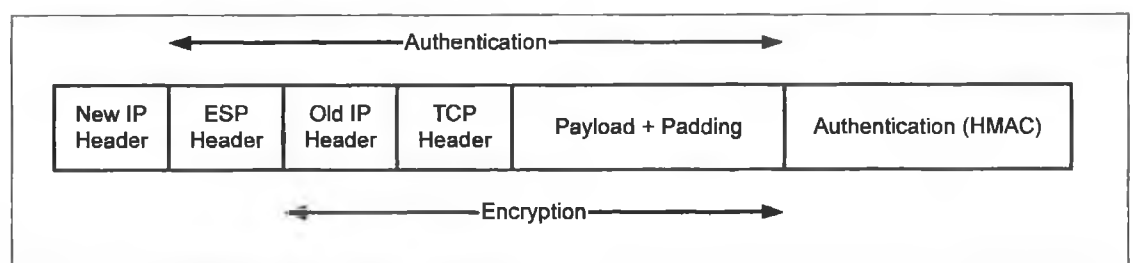 Authentication
New IP
Header
ESP
Header
Old IP
Header
TCP
Header
Payload + Padding
Authentication (HMAC)
Encryption